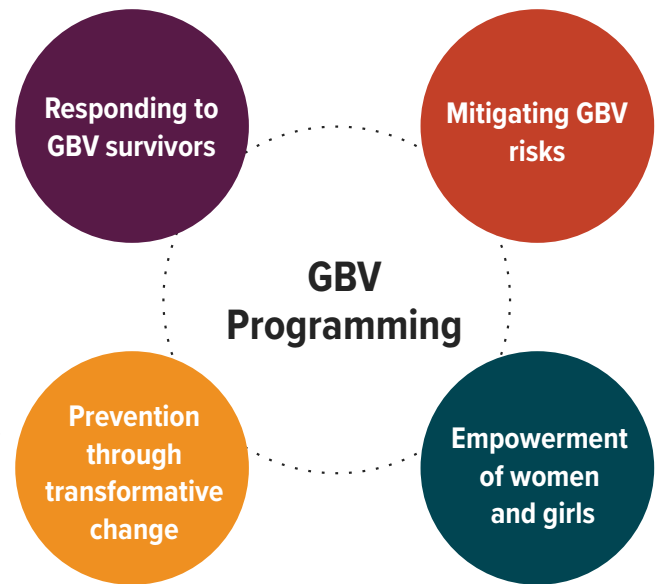 Responding to
GBV survivors
Mitigating GBV
risks
GBV
Programming
Prevention
through
transformative
change
Empowerment
of women
and girls